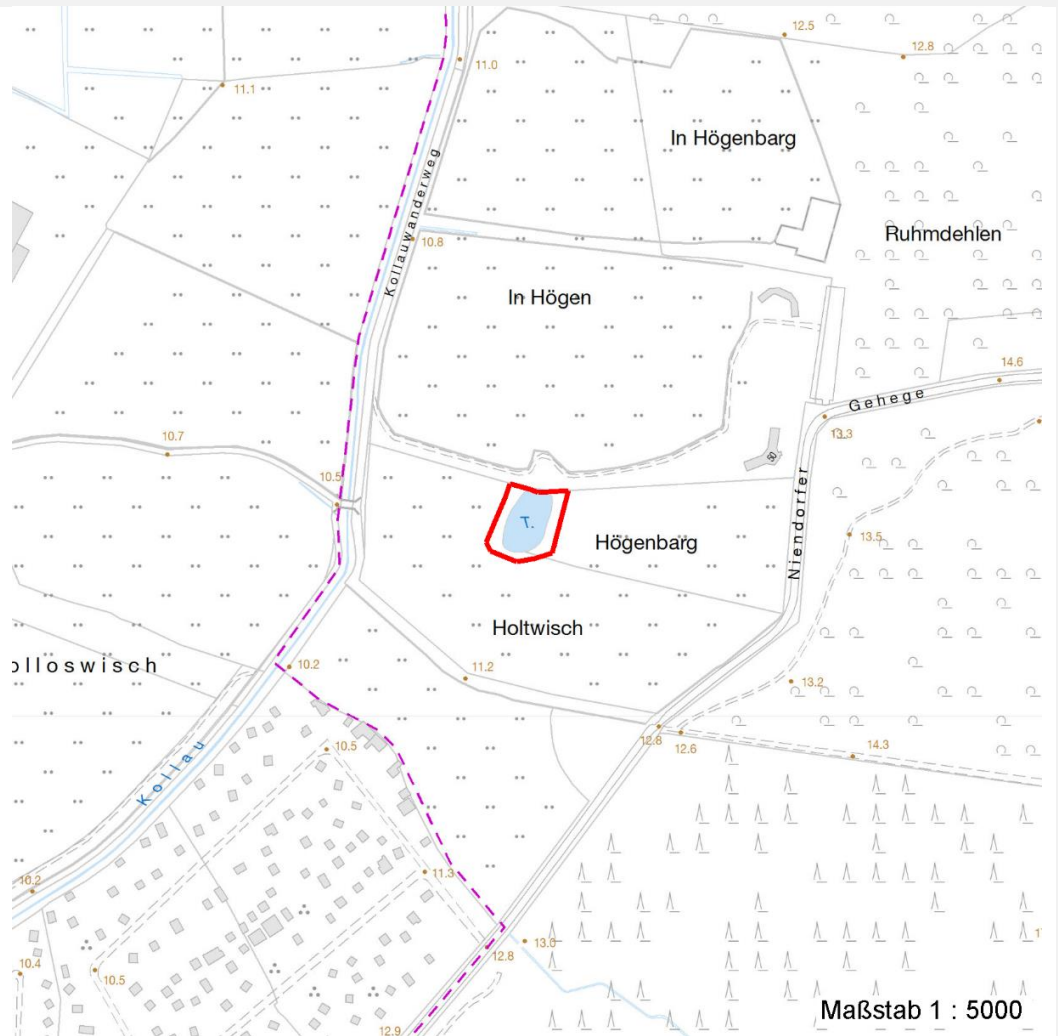 12.5
12.8
11.0
11.1
In Högenbarg
Kollauwanderweg
Ruhmdehlen
10.8
In Högen
14.6
Gehege
13.3
10.7
50
10.5
T.
Niendorfer
13.5
Högenbarg
Holtwisch
olloswisch
10.2
11.2
13.2
12.8
12.6
10.5
14.3
Kollau
11.3
10.2
13.0
12.8
10.4
10.5
12.9
Maßstab 1 : 5000